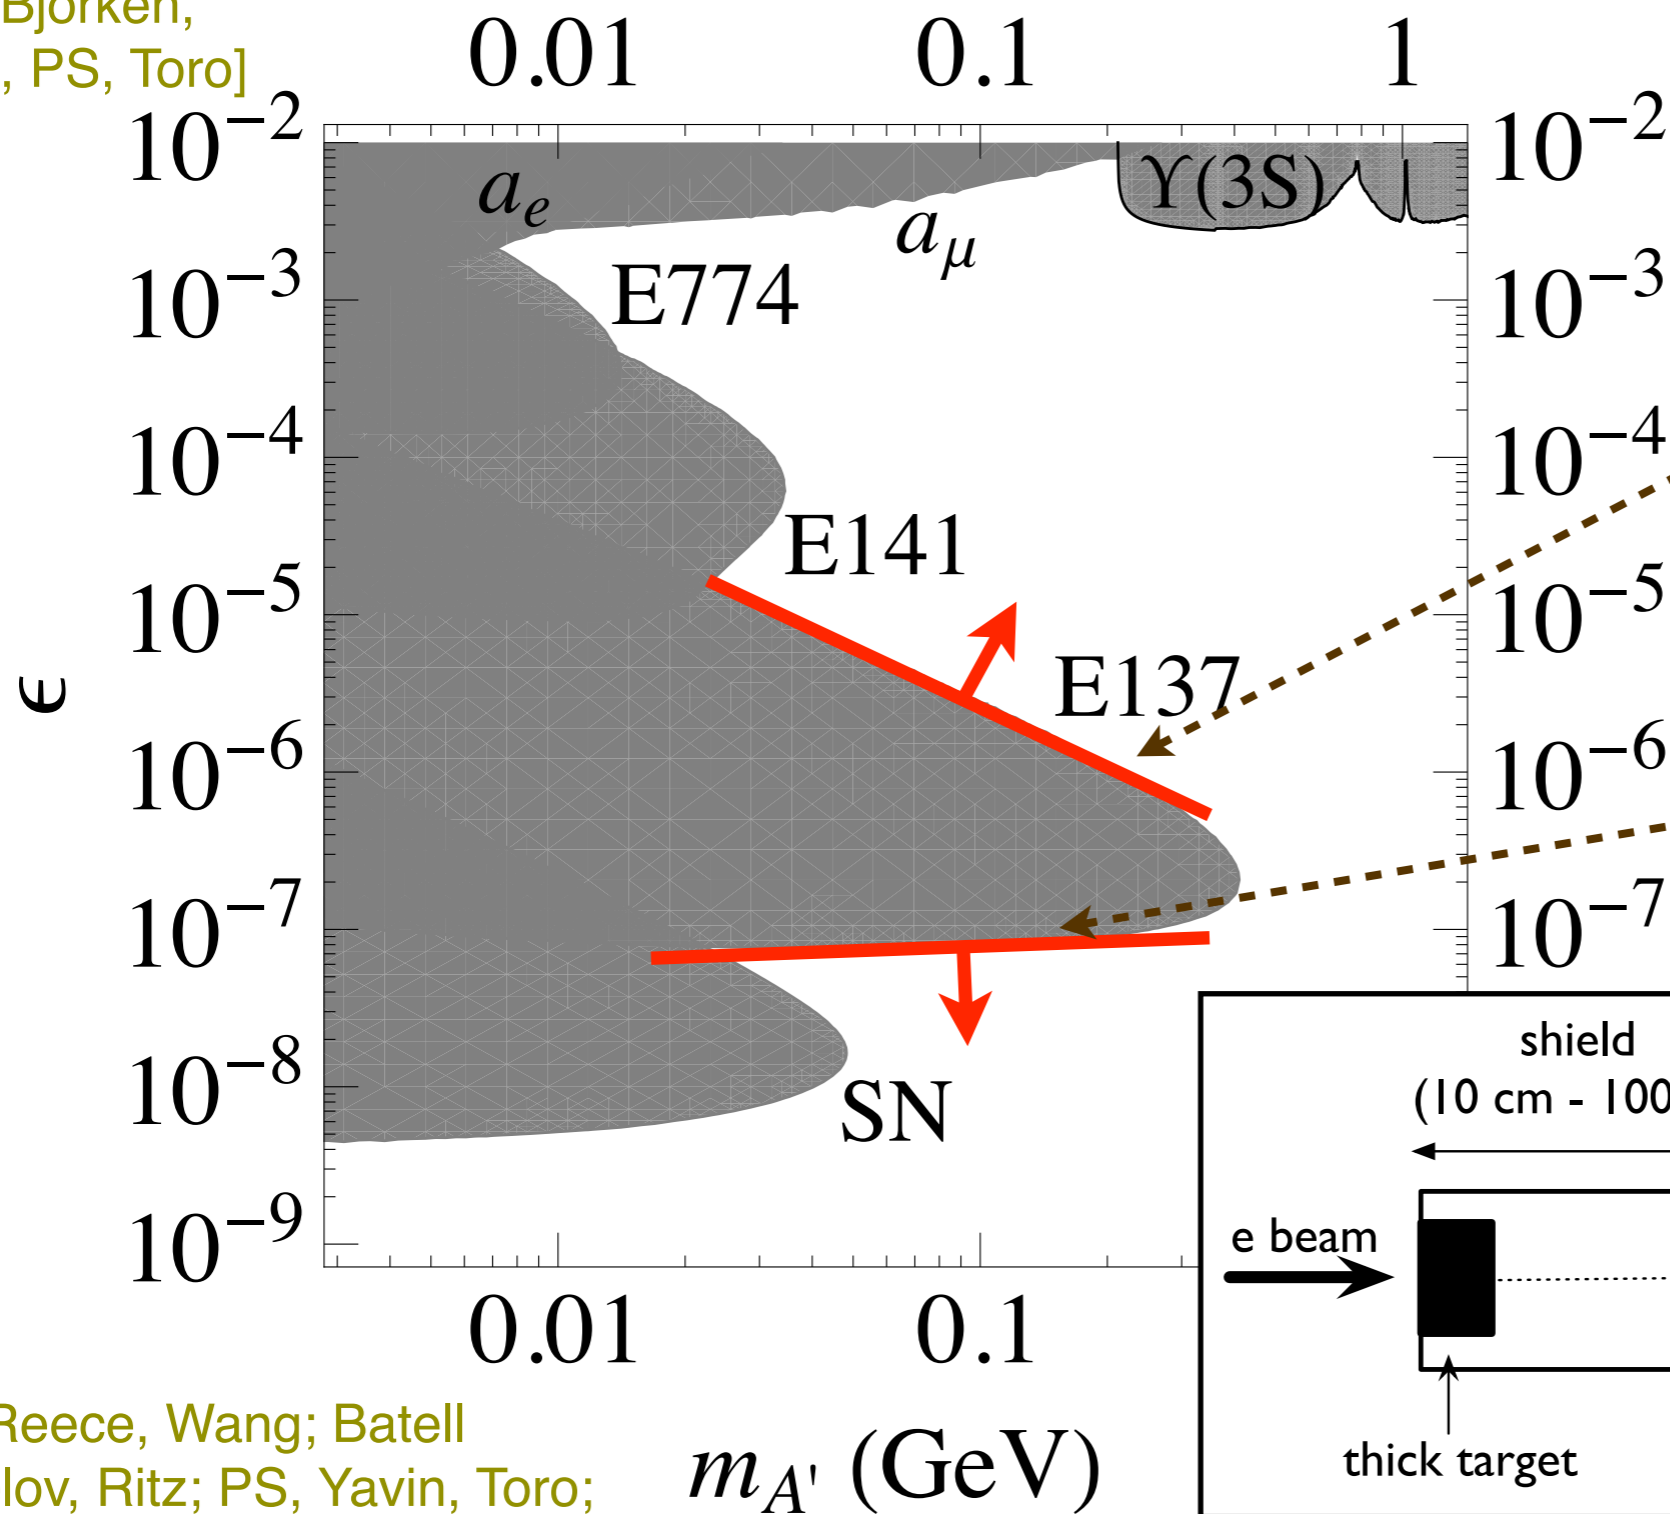 Bjorken,
, PS, Toro]
0.01 0.1 1
10⁻² 10⁻²
a_e
Υ(3S)
a_μ
E774
10⁻³ 10⁻³
10⁻⁴ 10⁻⁴
E141
10⁻⁵ 10⁻⁵
E137
ϵ
10⁻⁶ 10⁻⁶
10⁻⁷ 10⁻⁷
10⁻⁸
SN
10⁻⁹
0.01 0.1
m_A' (GeV)
shield
(10 cm - 100
e beam
thick target
Reece, Wang; Batell
lov, Ritz; PS, Yavin, Toro;